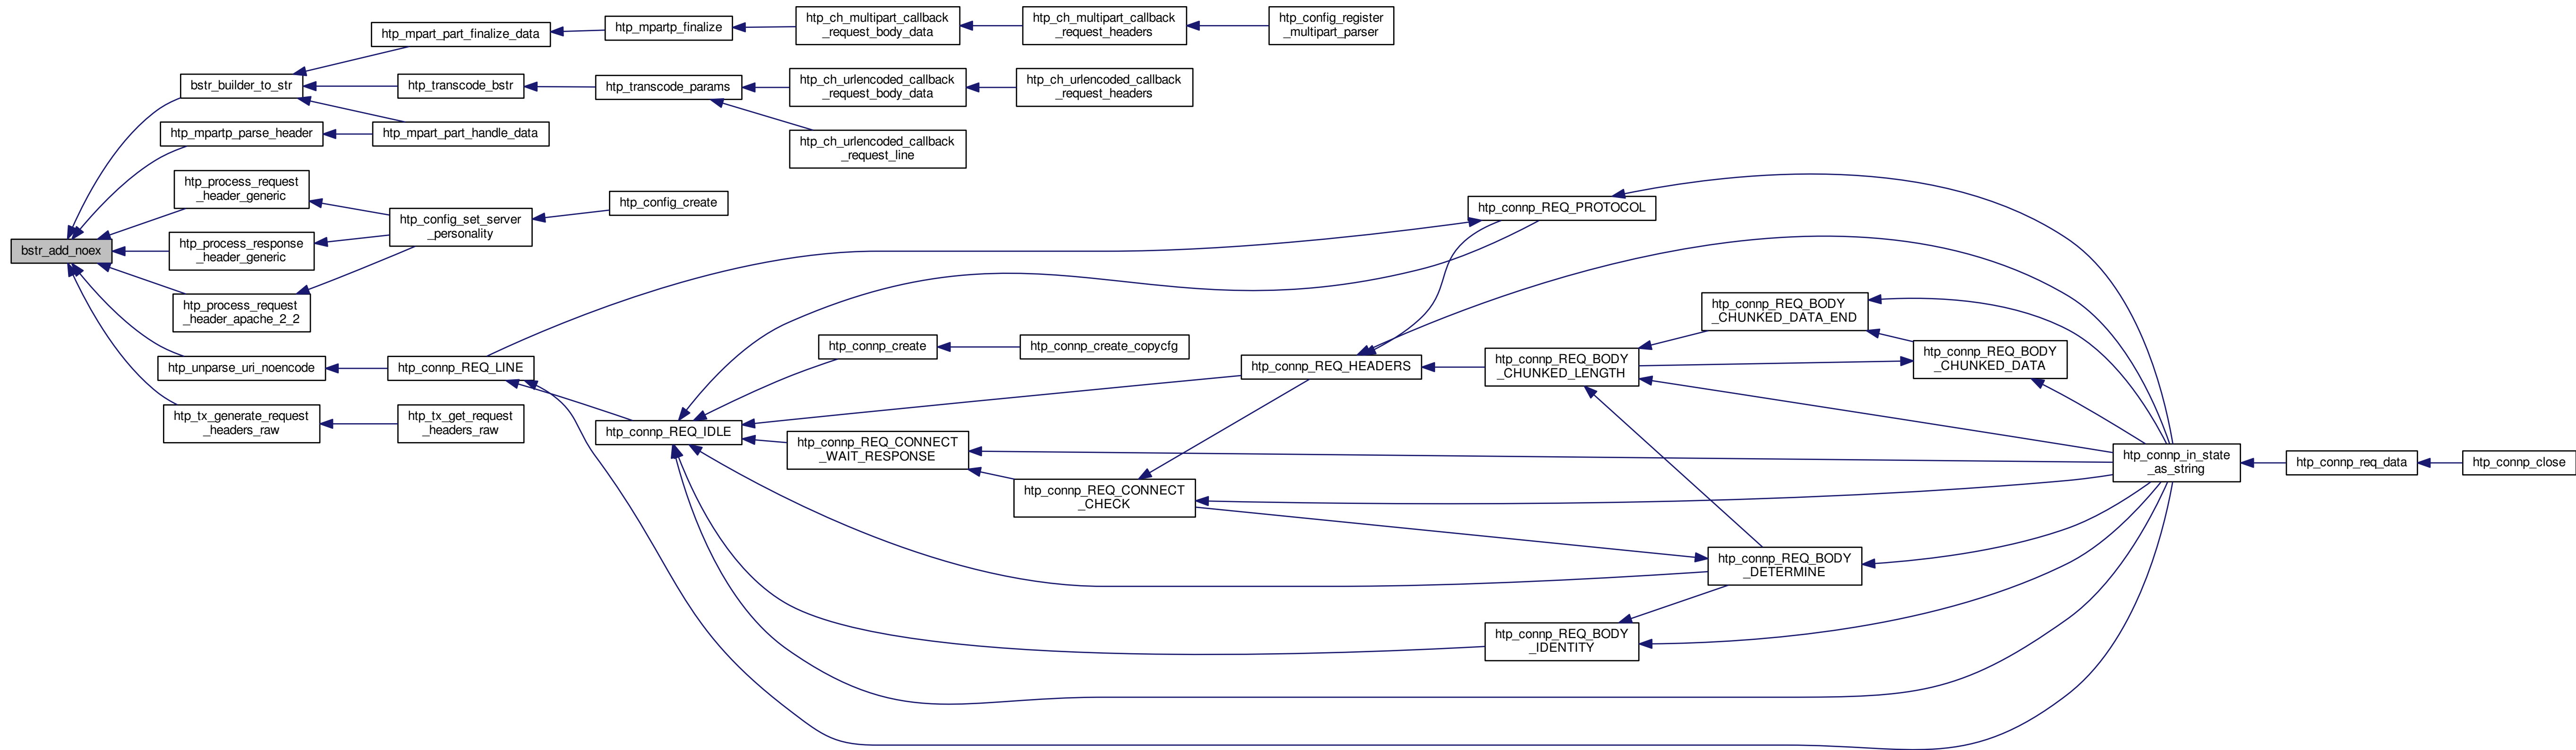 htp_mpart_part_finalize_data
htp_mpartp_finalize
htp_ch_multipart_callback
_request_body_data
htp_ch_multipart_callback
_request_headers
htp_config_register
_multipart_parser
bstr_builder_to_str
htp_transcode_bstr
htp_transcode_params
htp_ch_urlencoded_callback
_request_body_data
htp_ch_urlencoded_callback
_request_headers
htp_mpartp_parse_header
htp_mpart_part_handle_data
htp_ch_urlencoded_callback
_request_line
htp_process_request
_header_generic
htp_config_set_server
_personality
htp_config_create
bstr_add_noex
htp_process_response
_header_generic
htp_process_request
_header_apache_2_2
htp_connp_REQ_PROTOCOL
htp_connp_REQ_BODY
_CHUNKED_DATA_END
htp_connp_create
htp_connp_create_copycfg
htp_unparse_uri_noencode
htp_connp_REQ_LINE
htp_connp_REQ_HEADERS
htp_connp_REQ_BODY
_CHUNKED_LENGTH
htp_connp_REQ_BODY
_CHUNKED_DATA
htp_tx_generate_request
_headers_raw
htp_tx_get_request
_headers_raw
htp_connp_REQ_IDLE
htp_connp_REQ_CONNECT
_WAIT_RESPONSE
htp_connp_in_state
_as_string
htp_connp_req_data
htp_connp_close
htp_connp_REQ_CONNECT
_CHECK
htp_connp_REQ_BODY
_DETERMINE
htp_connp_REQ_BODY
_IDENTITY